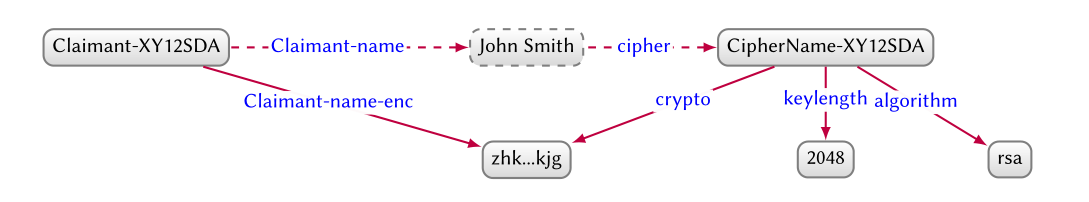 Claimant-XY12SDA
Claimant-name
John Smith
cipher
CipherName-XY12SDA
Claimant-name-enc
crypto
keylength
algorithm
zhk...kjg
2048
rsa